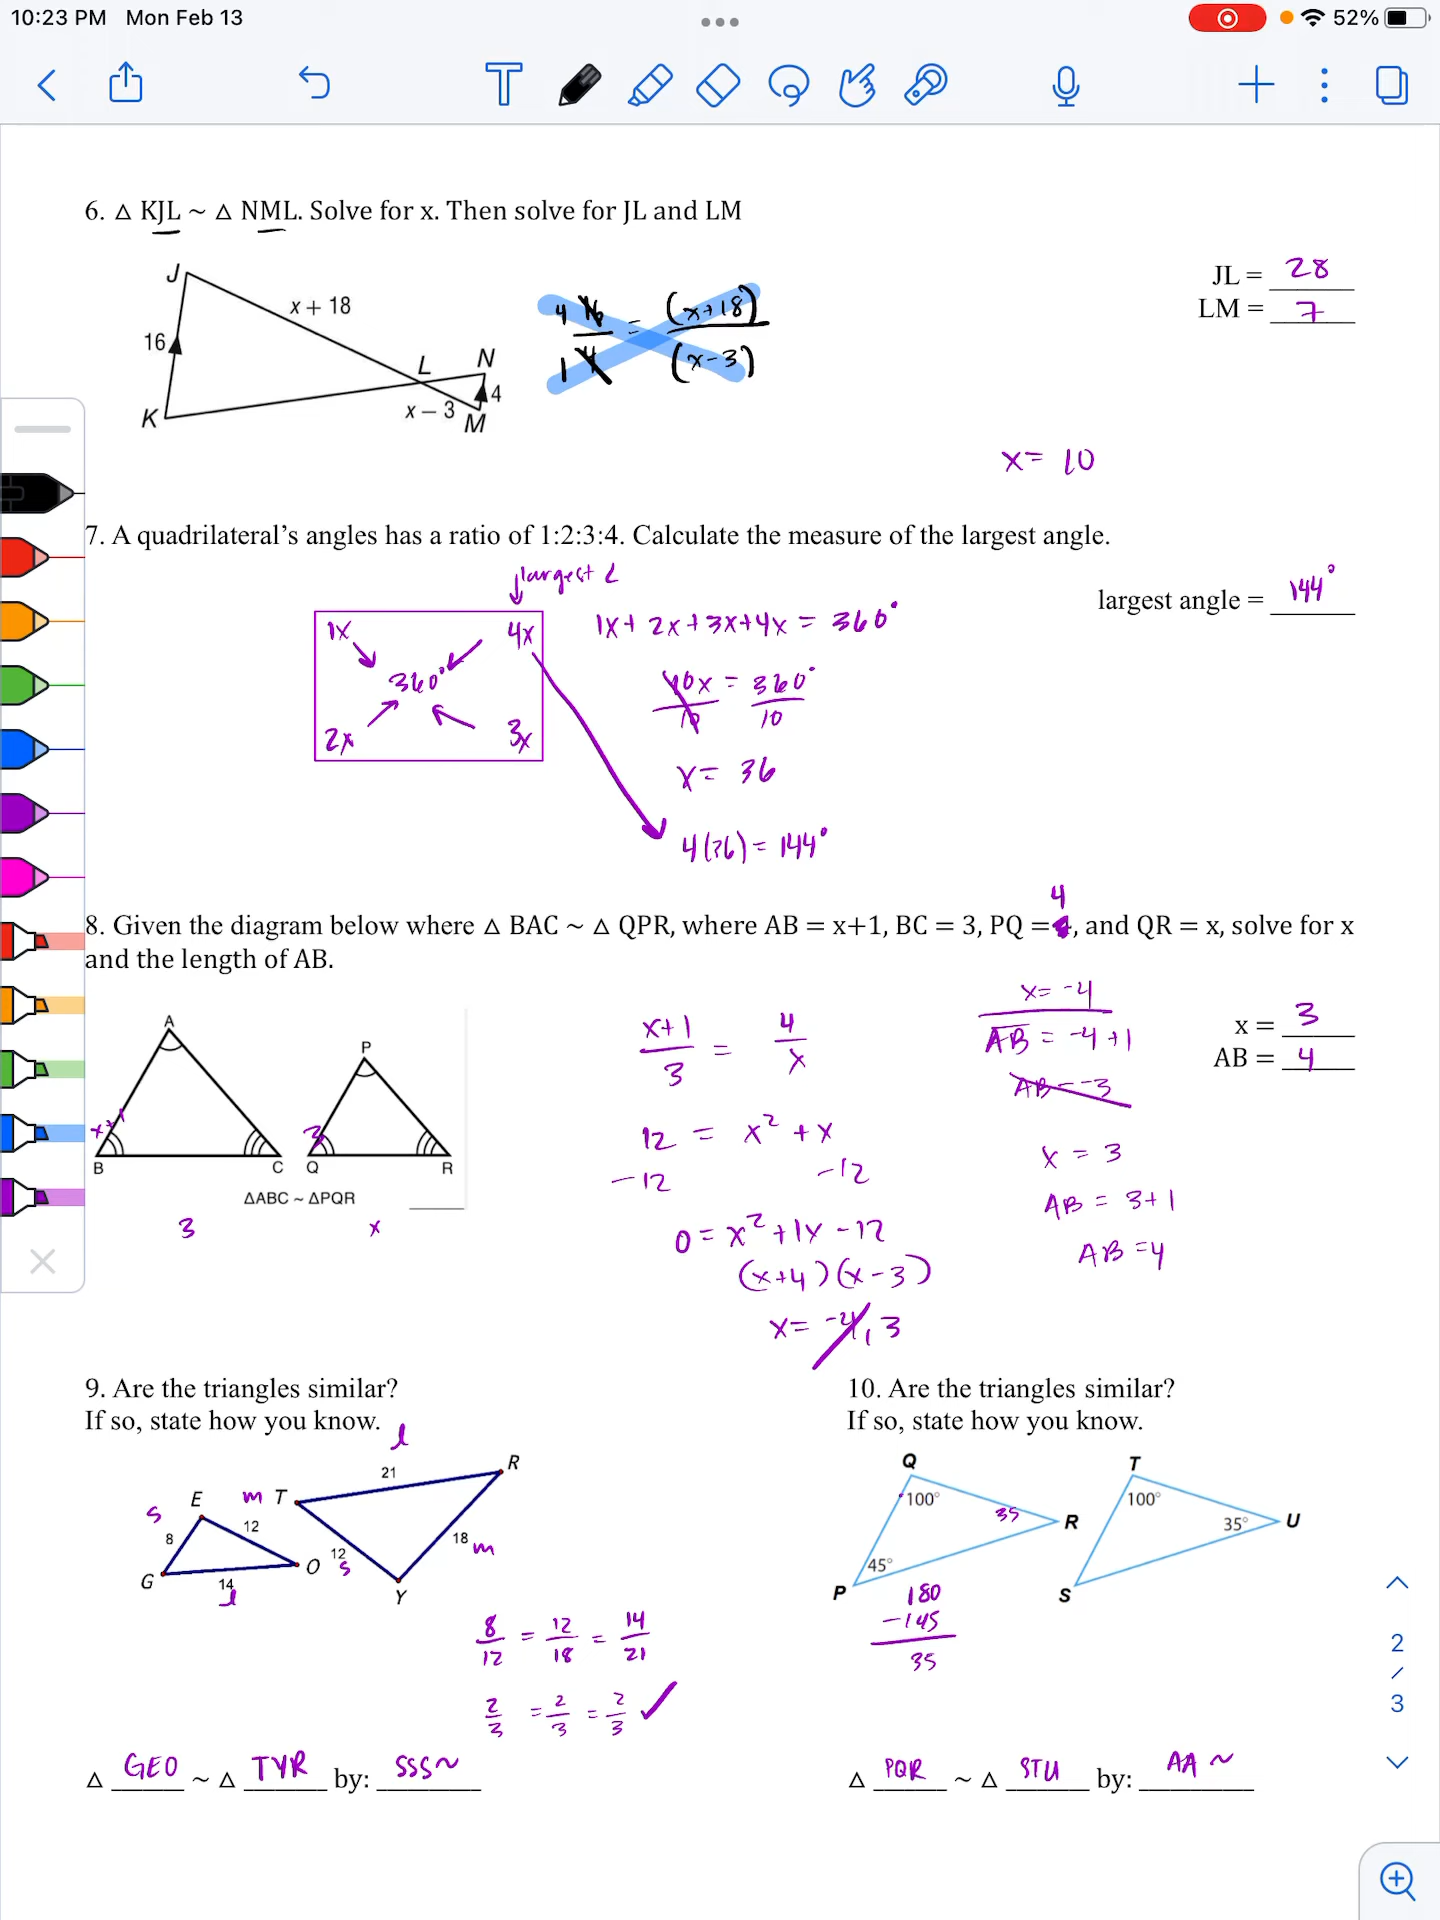 10:23 PM Mon Feb 13
52%
6. △ KJL ~ △ NML. Solve for x. Then solve for JL and LM
J
x + 18
16
L
N
4
K
x – 3
M
4 16 = (x+18)
1 4 (x-3)
JL = 28
LM = 7
x= 10
7. A quadrilateral's angles has a ratio of 1:2:3:4. Calculate the measure of the largest angle.
largest ∠
largest angle = 144°
1x 4x
360°
2x 3x
1x+ 2x+3x+4x = 360°
10x = 360°
10 10
x= 36
4(36)= 144°
4
8. Given the diagram below where △ BAC ~ △ QPR, where AB = x+1, BC = 3, PQ = , and QR = x, solve for x
and the length of AB.
A
P
x+1
3
B C Q R
ΔABC ~ ΔPQR
3 x
x+1 = 4
3 x
12 = x² + x
-12 -12
0 = x² +1x -12
(x+4)(x-3)
x= -4, 3
x= -4
AB = -4 +1
AB = -3
x = 3
AB = 3+1
AB =4
x = 3
AB = 4
9. Are the triangles similar?
If so, state how you know.
l
21
R
E
m T
s
8
12
G
14
l
O
12
s
18
m
Y
8 = 12 = 14
12 18 21
2 = 2 = 2
3 3 3
△ GEO ~ △ TYR by: SSS~
10. Are the triangles similar?
If so, state how you know.
Q
100°
35
R
45°
P
T
100°
35°
U
S
180
-145
35
△ PQR ~ △ STU by: AA ~
2
/
3